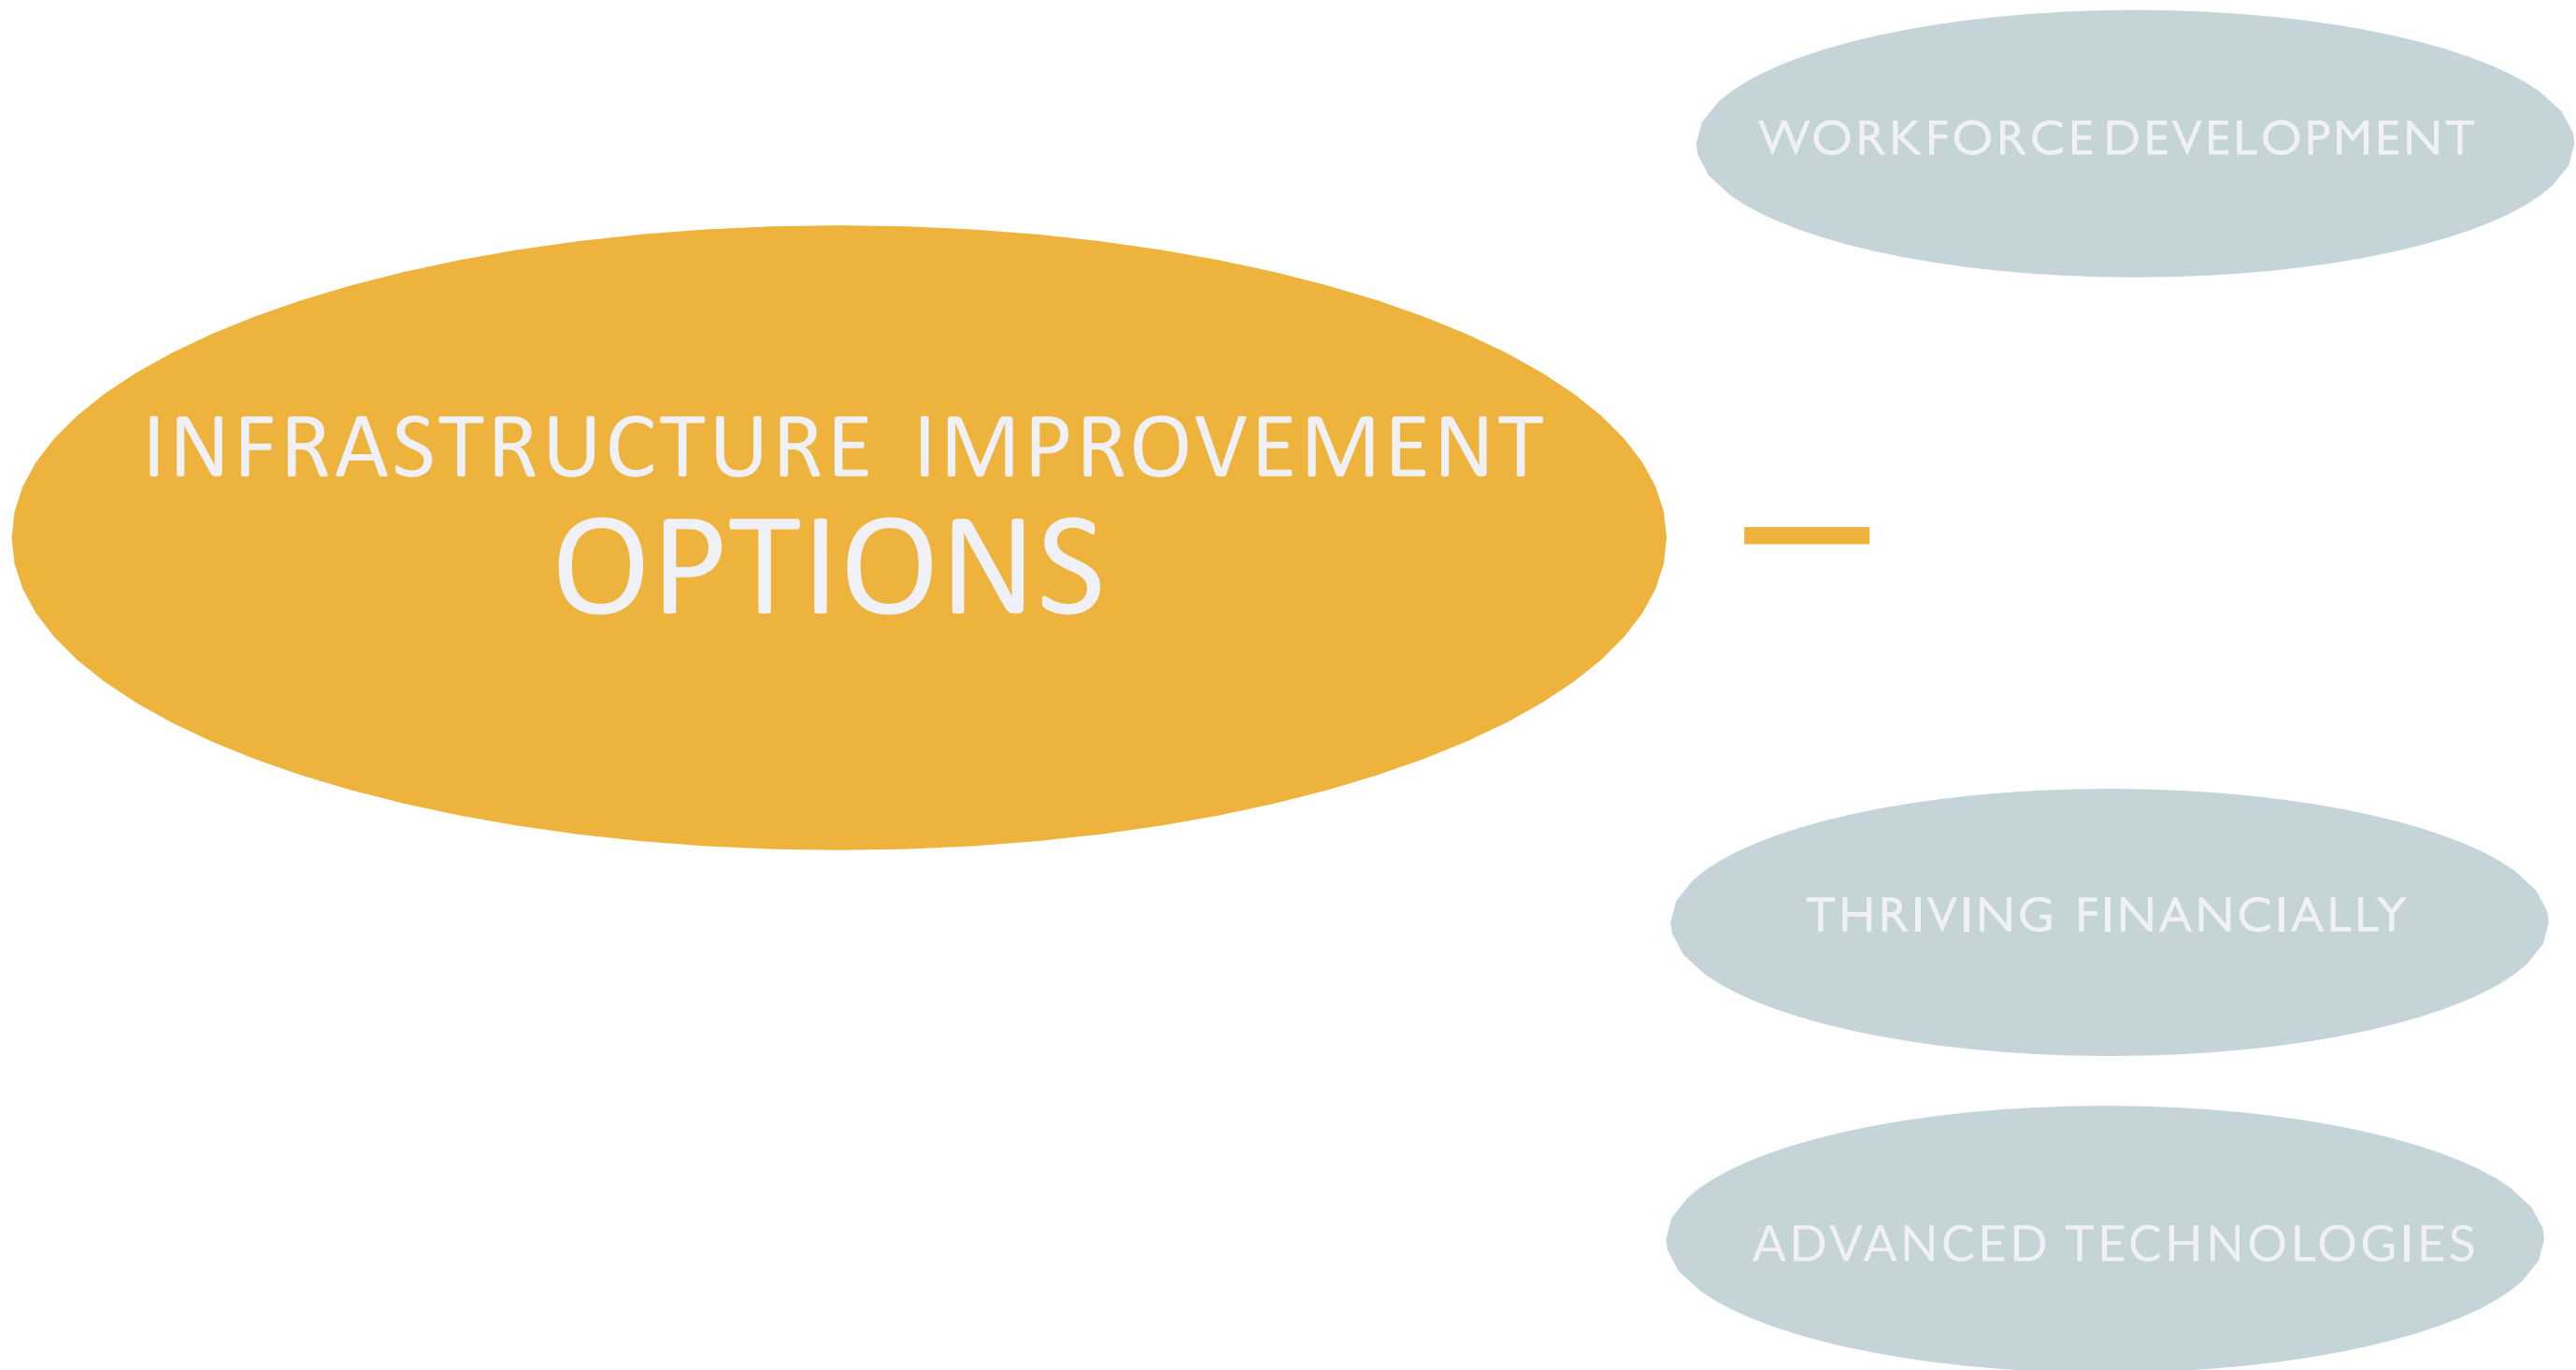 WORKFORCE DEVELOPMENT
INFRASTRUCTURE IMPROVEMENT
OPTIONS
THRIVING FINANCIALLY
ADVANCED TECHNOLOGIES